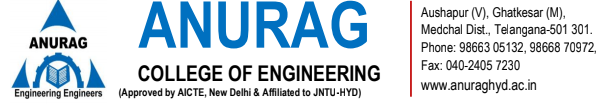 ANURAG
Engineering Engineers
ANURAG
COLLEGE OF ENGINEERING
(Approved by AICTE, New Delhi & Affiliated to JNTU-HYD)
Aushapur (V), Ghatkesar (M),
Medchal Dist., Telangana-501 301.
Phone: 98663 05132, 98668 70972,
Fax: 040-2405 7230
www.anuraghyd.ac.in